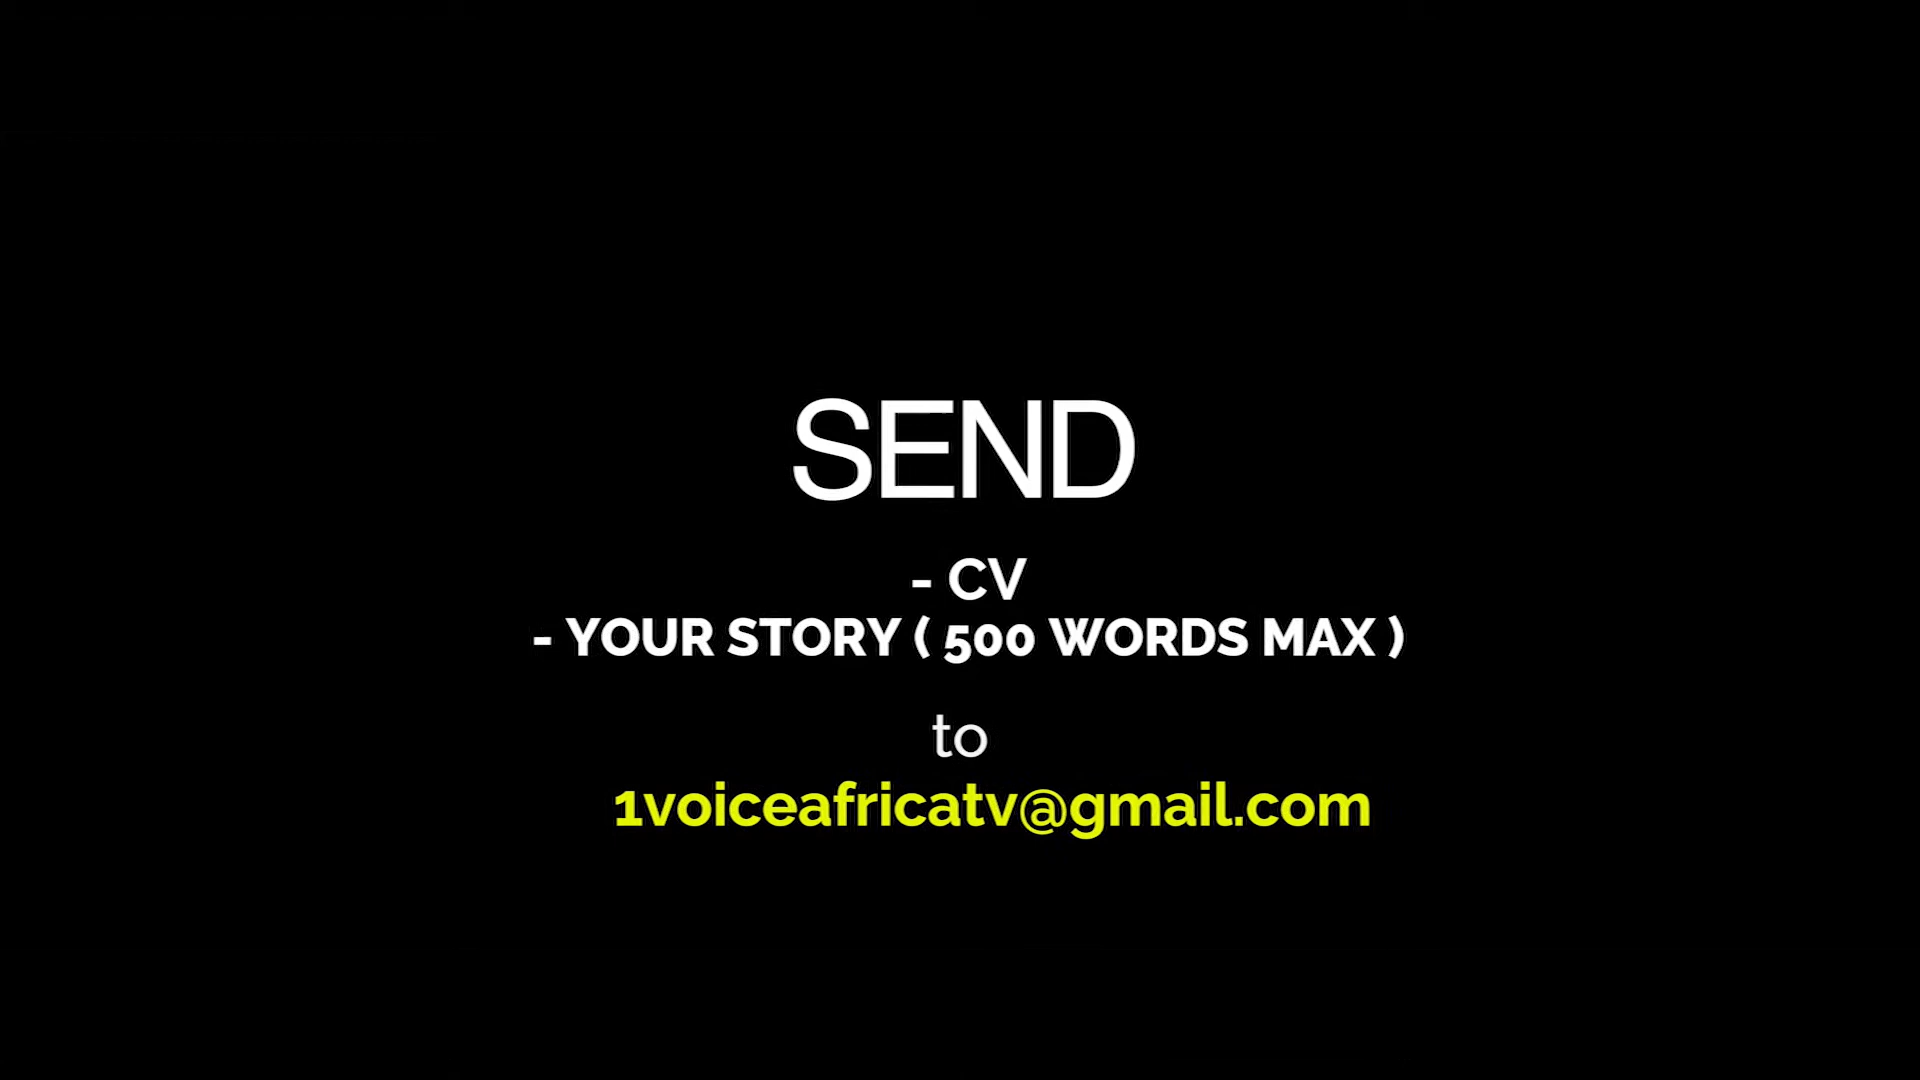 SEND
- CV
- YOUR STORY ( 500 WORDS MAX )
to
1voiceafricatv@gmail.com